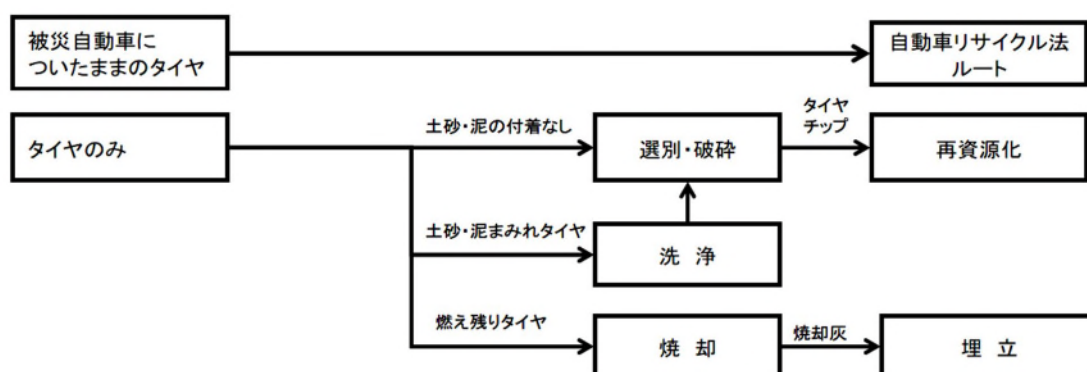 被災自動車に
ついたままのタイヤ
自動車リサイクル法
ルート
タイヤのみ
土砂・泥の付着なし
選別・破砕
タイヤ
チップ
再資源化
土砂・泥まみれタイヤ
洗 浄
燃え残りタイヤ
焼 却
焼却灰
埋 立